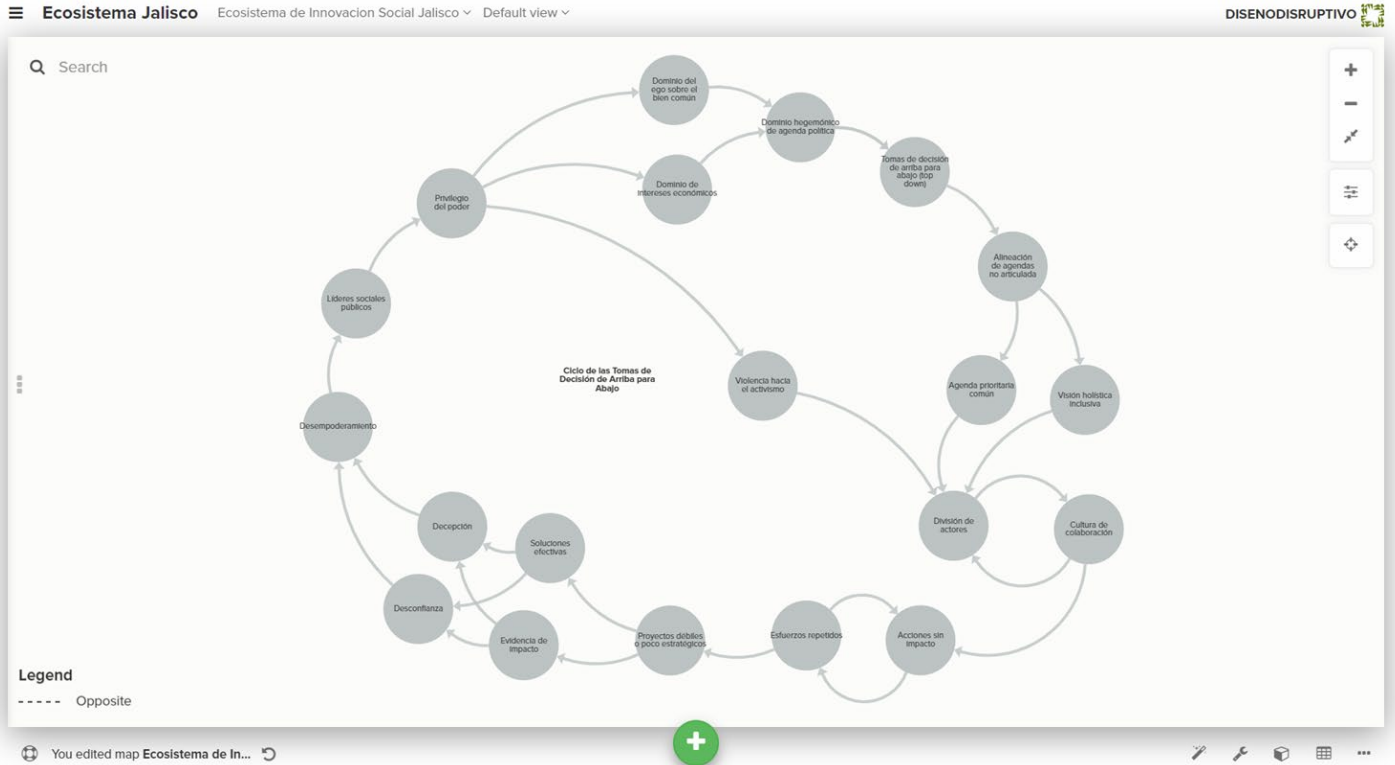 Ecosistema Jalisco
Ecosistema de Innovacion Social Jalisco
Default view
DISENODISRUPTIVO
Search
Dominio del
ego sobre el
bien común
Dominio hegemónico
de agenda política
Tomas de decisión
de arriba para
abajo (top
down)
Dominio de
intereses económicos
Privilegio
del poder
Alineación
de agendas
no articulada
Líderes sociales
públicos
Ciclo de las Tomas de
Decisión de Arriba para
Abajo
Violencia hacia
el activismo
Agenda prioritaria
común
Visión holística
inclusiva
Desempoderamiento
Decepción
Soluciones
efectivas
División de
actores
Cultura de
colaboración
Desconfianza
Evidencia de
impacto
Proyectos débiles
o poco estratégicos
Esfuerzos repetidos
Acciones sin
impacto
Legend
Opposite
You edited map Ecosistema de In...